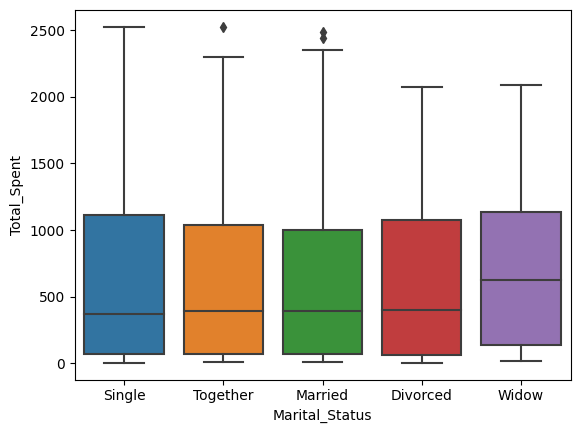 2500
2000
1500
1000
500
0
Total_Spent
Single Together Married Divorced Widow
Marital_Status